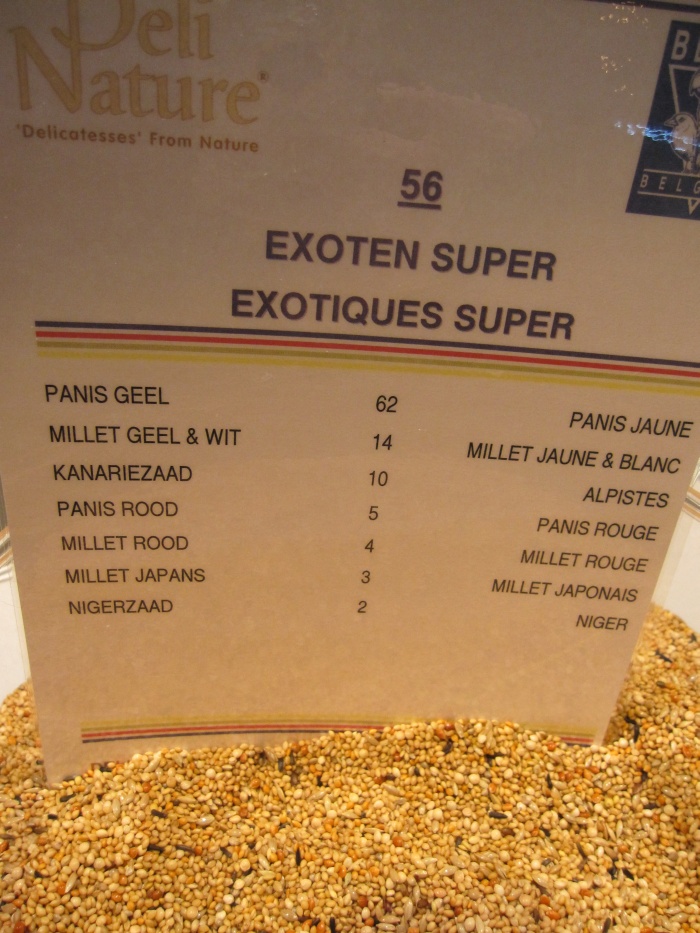 Deli
Nature®
'Delicatesses' From Nature
56
EXOTEN SUPER
EXOTIQUES SUPER
PANIS GEEL 62 PANIS JAUNE
MILLET GEEL & WIT 14 MILLET JAUNE & BLANC
KANARIEZAAD 10 ALPISTES
PANIS ROOD 5 PANIS ROUGE
MILLET ROOD 4 MILLET ROUGE
MILLET JAPANS 3 MILLET JAPONAIS
NIGERZAAD 2 NIGER